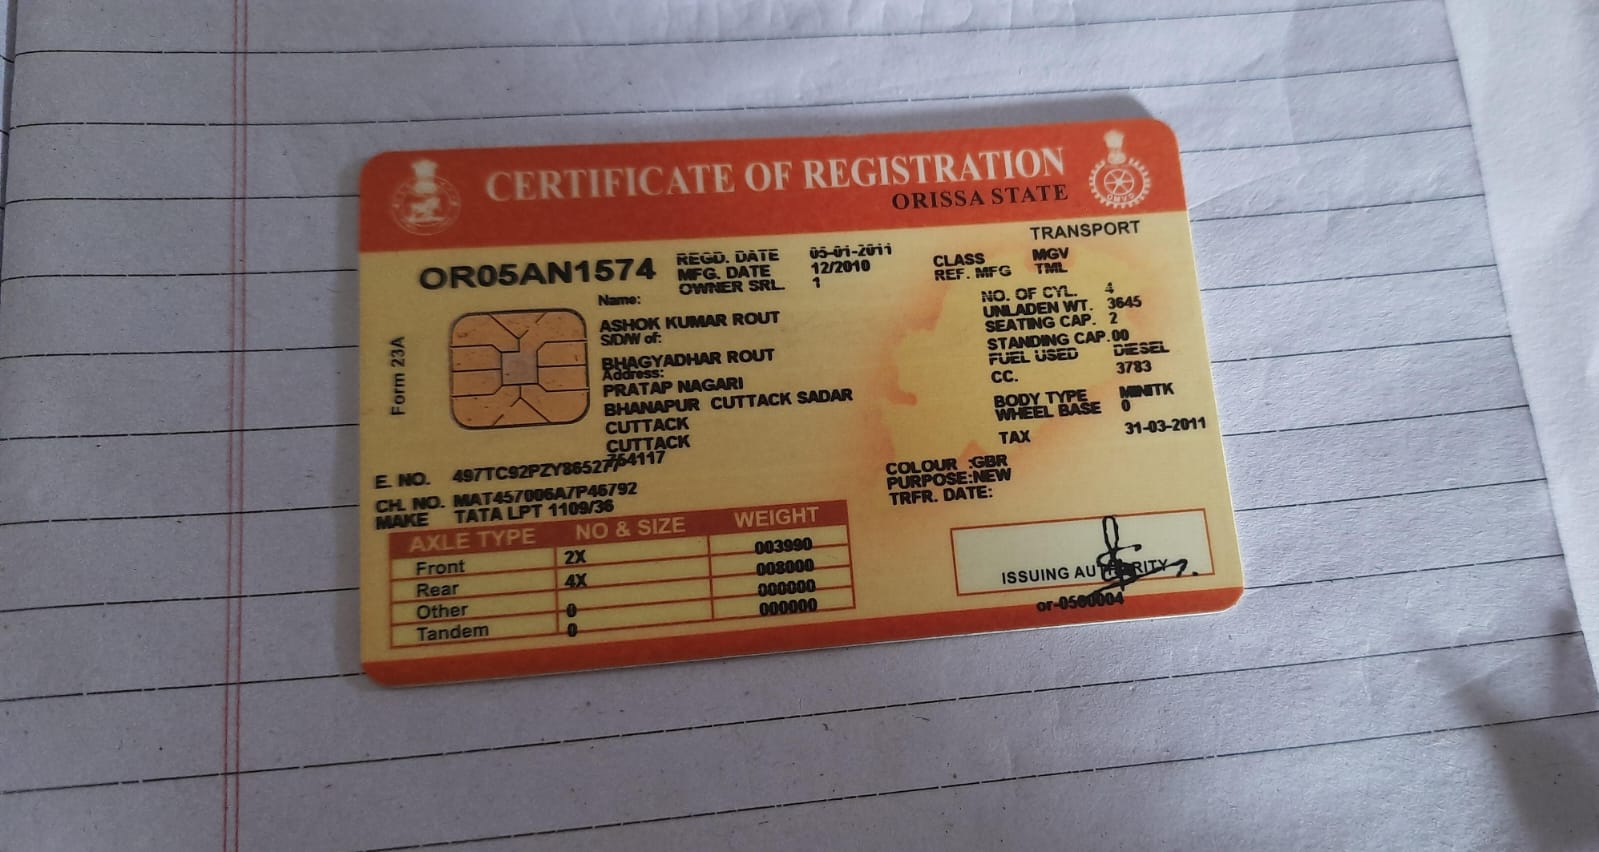 CERTIFICATE OF REGISTRATION
ORISSA STATE
TRANSPORT
OR05AN1574
REGD. DATE 05-01-2011
MFG. DATE 12/2010
OWNER SRL. 1
CLASS MGV
REF. MFG TML
Form 23A
Name:
ASHOK KUMAR ROUT
S/D/W of:
BHAGYADHAR ROUT
Address:
PRATAP NAGARI
BHANAPUR CUTTACK SADAR
CUTTACK
CUTTACK
754117
NO. OF CYL. 4
UNLADEN WT. 3645
SEATING CAP. 2
STANDING CAP. 00
FUEL USED DIESEL
CC. 3783
BODY TYPE MINITK
WHEEL BASE 0
TAX 31-03-2011
E. NO. 497TC92PZY865277
CH. NO. MAT457006A7P46792
MAKE TATA LPT 1109/36
COLOUR :GBR
PURPOSE:NEW
TRFR. DATE:
AXLE TYPE NO & SIZE WEIGHT
Front 2X 003990
Rear 4X 008000
Other 0 000000
Tandem 0 000000
ISSUING AUTHORITY
or-0500004